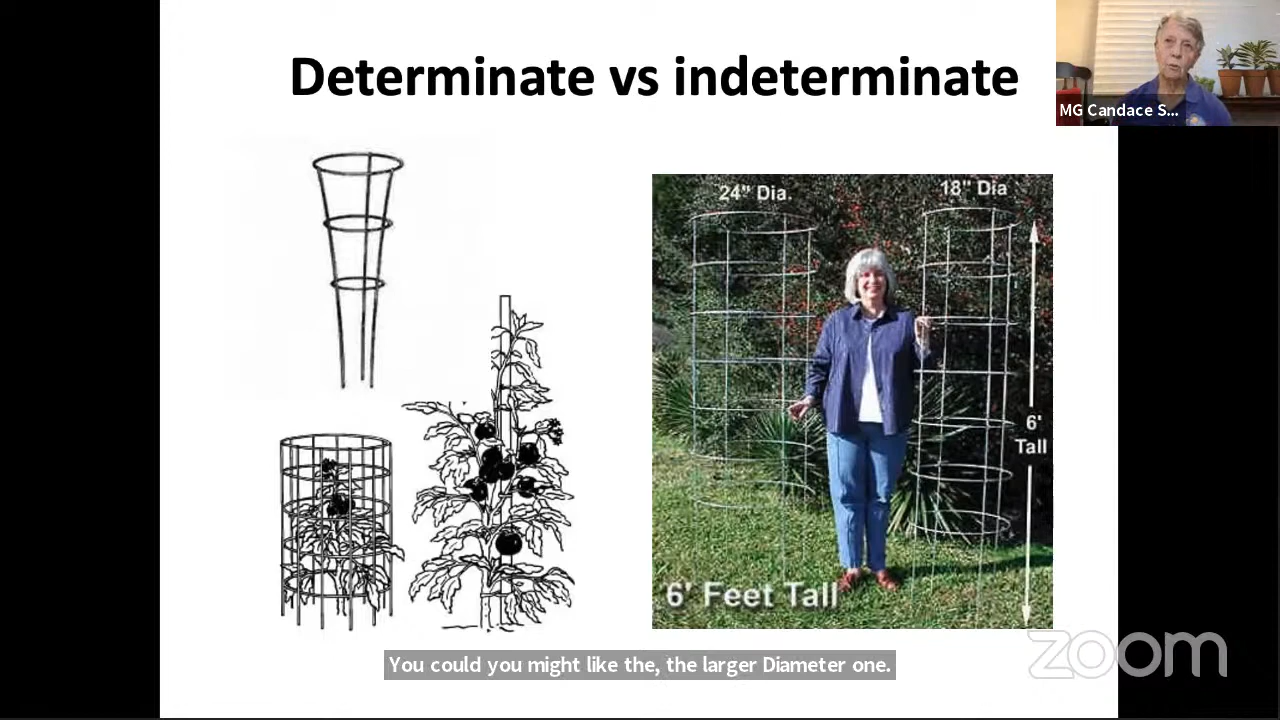 Determinate vs indeterminate
MG Candace S...
24" Dia.
18" Dia
6'
Tall
6' Feet Tall
You could you might like the, the larger Diameter one.
zoom